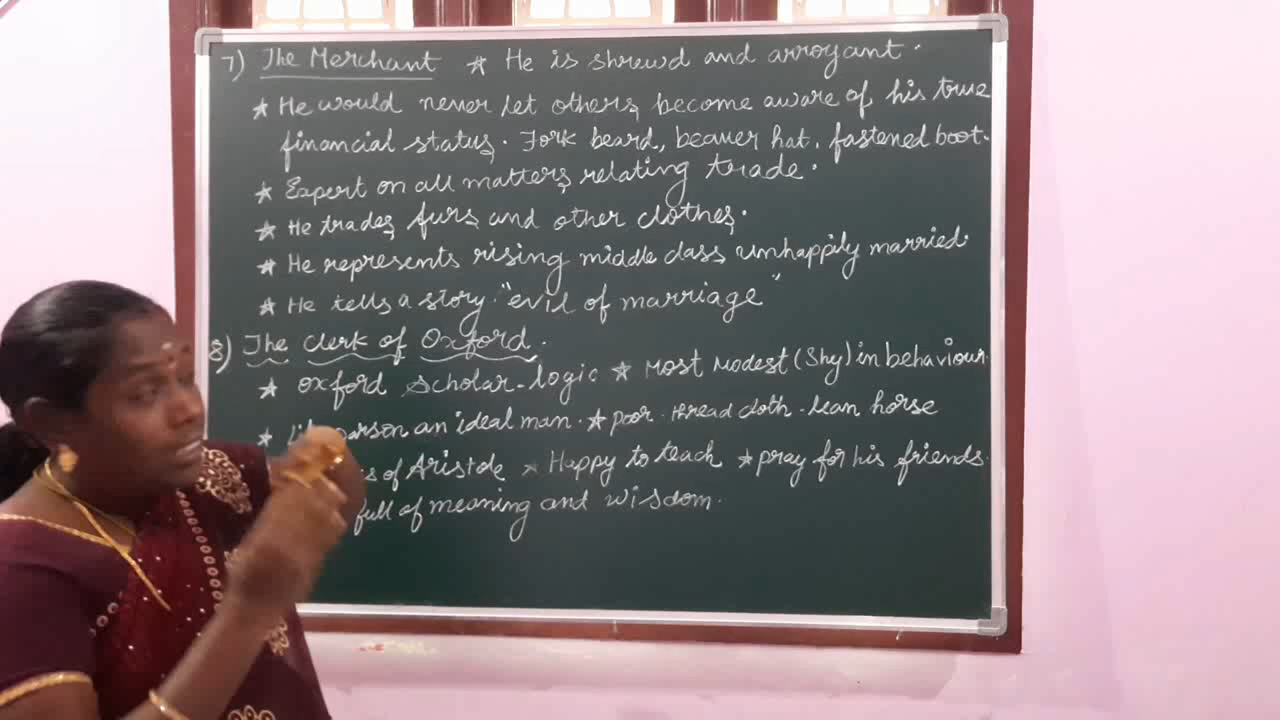 7) The Merchant ★ He is shrewd and arroyant.
★ He would never let others become aware of his true
financial status. Fork beard, beaver hat, fastened boot.
★ Expert on all matters relating trade.
★ He trades furs and other clothes.
★ He represents rising middle class unhappily married.
★ He tells a story. "evil of marriage"
8) The Clerk of Oxford.
★ Oxford scholar-logic ★ Most Modest (Shy) in behaviour.
★ parson an ideal man. ★ poor. thread cloth. lean horse
of Aristole ★ Happy to teach ★ pray for his friends.
full of meaning and wisdom.